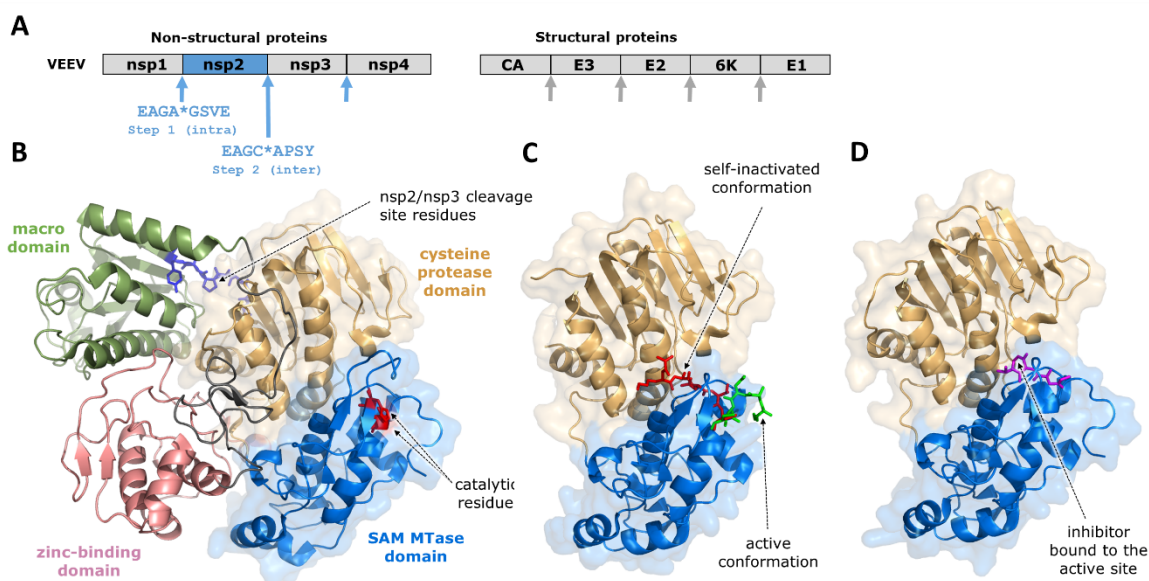 A
Non-structural proteins
Structural proteins
VEEV
nsp1 nsp2 nsp3 nsp4
CA E3 E2 6K E1
EAGA*GSVE
Step 1 (intra)
EAGC*APSY
Step 2 (inter)
B
C
D
nsp2/nsp3 cleavage
site residues
macro
domain
cysteine
protease
domain
catalytic
residue
zinc-binding
domain
SAM MTase
domain
self-inactivated
conformation
active
conformation
inhibitor
bound to the
active site